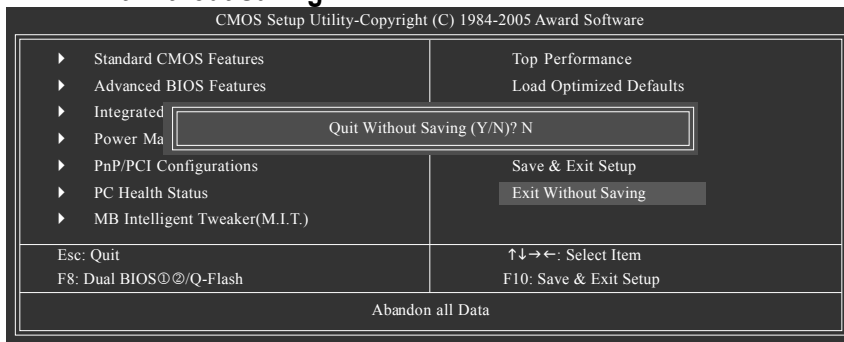 CMOS Setup Utility-Copyright (C) 1984-2005 Award Software
Standard CMOS Features
Advanced BIOS Features
Integrated
Power Ma
PnP/PCI Configurations
PC Health Status
MB Intelligent Tweaker(M.I.T.)
Top Performance
Load Optimized Defaults
Save & Exit Setup
Exit Without Saving
Quit Without Saving (Y/N)? N
Esc: Quit
↑↓→←: Select Item
F8: Dual BIOS①②/Q-Flash
F10: Save & Exit Setup
Abandon all Data